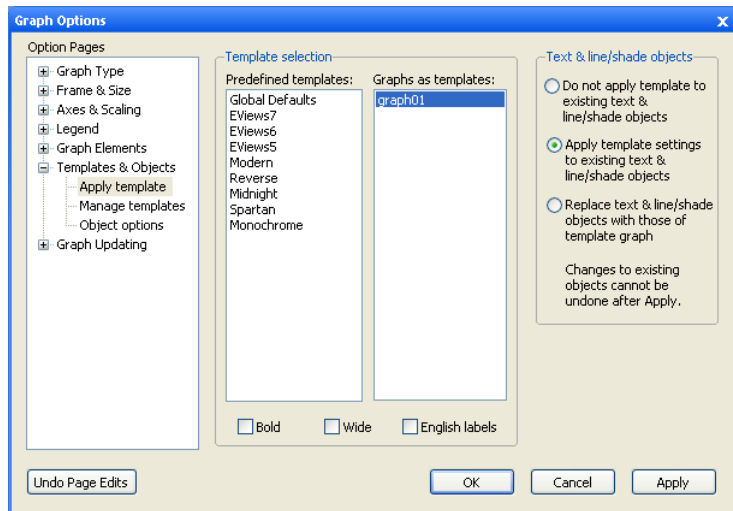 Graph Options
Option Pages
Graph Type
Frame & Size
Axes & Scaling
Legend
Graph Elements
Templates & Objects
Apply template
Manage templates
Object options
Graph Updating
Template selection
Predefined templates:
Global Defaults
EViews7
EViews6
EViews5
Modern
Reverse
Midnight
Spartan
Monochrome
Graphs as templates:
graph01
Bold
Wide
English labels
Text & line/shade objects
Do not apply template to
existing text &
line/shade objects
Apply template settings
to existing text &
line/shade objects
Replace text & line/shade
objects with those of
template graph
Changes to existing
objects cannot be
undone after Apply.
Undo Page Edits
OK
Cancel
Apply